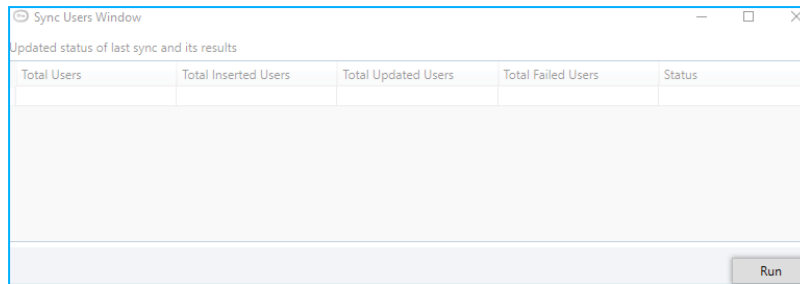 Sync Users Window
Updated status of last sync and its results
Total Users Total Inserted Users Total Updated Users Total Failed Users Status
Run